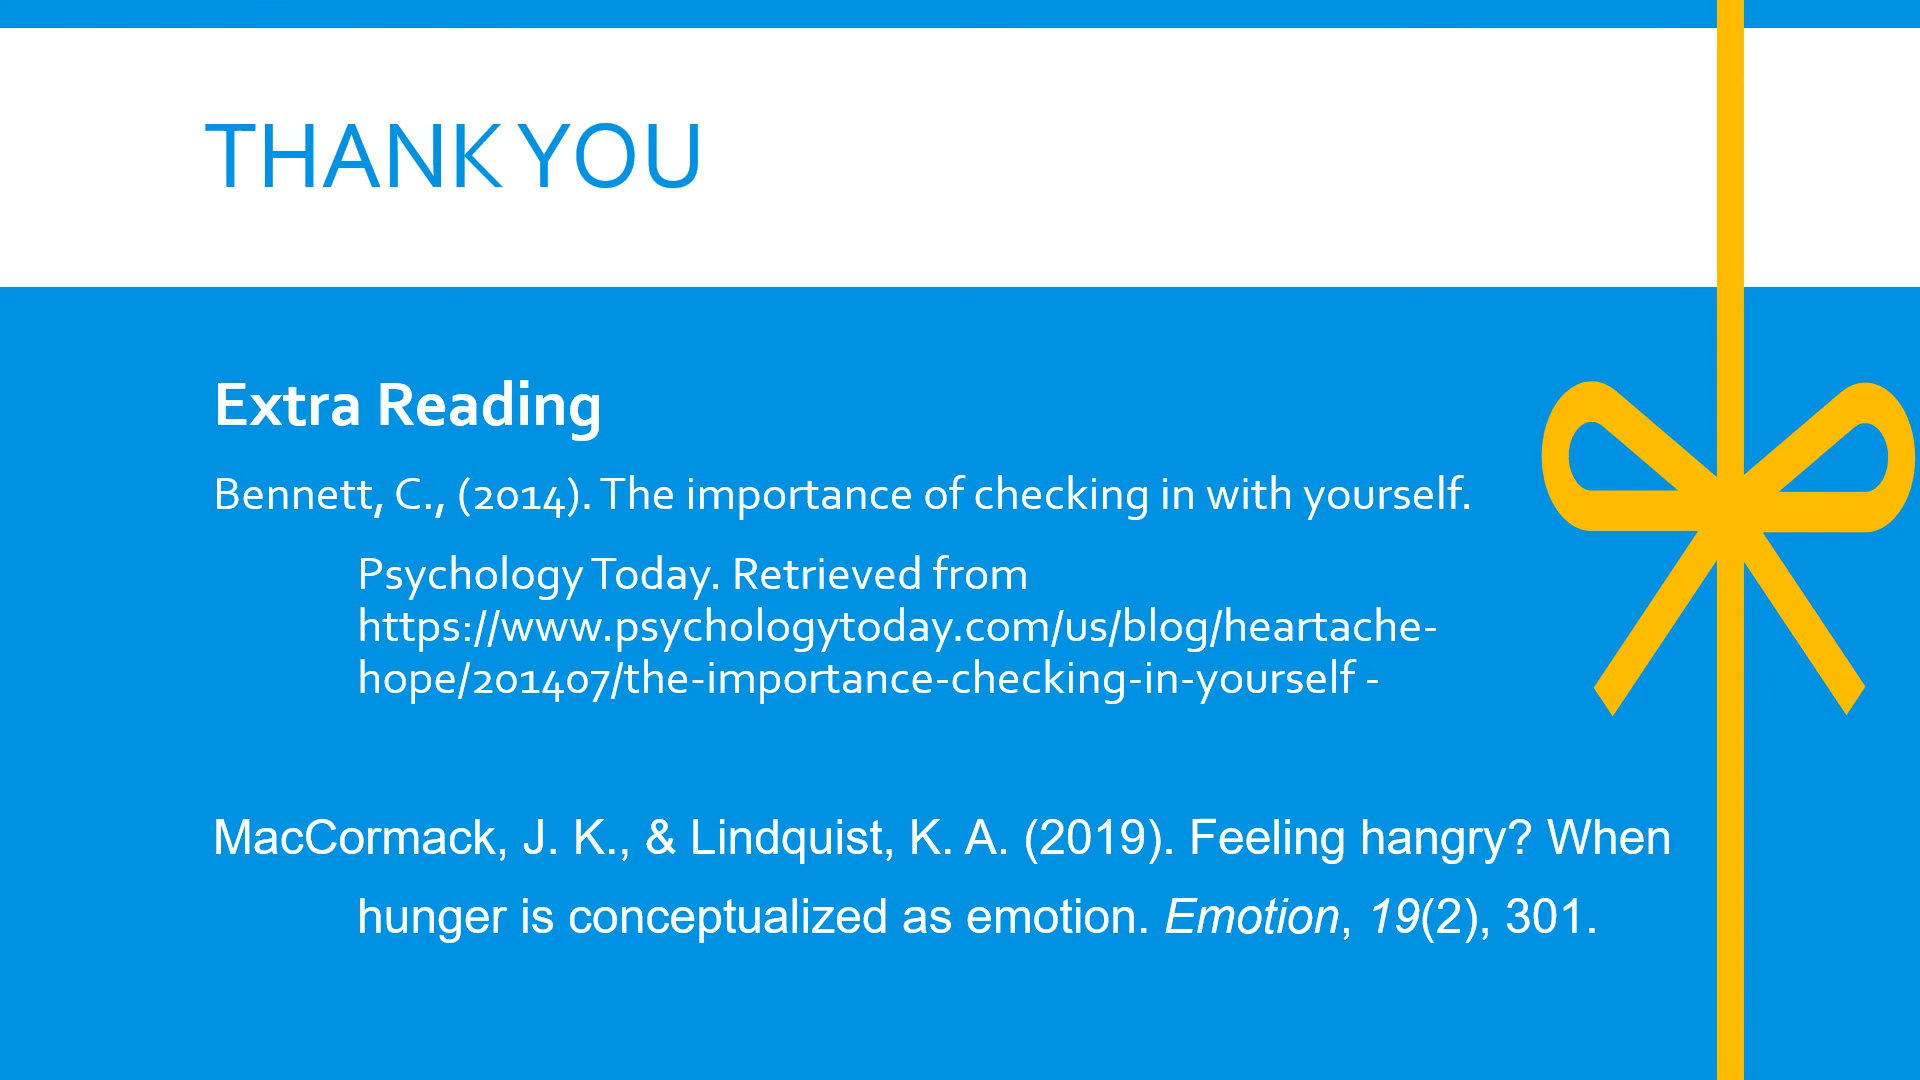 THANK YOU
Extra Reading
Bennett, C., (2014). The importance of checking in with yourself.
Psychology Today. Retrieved from
https://www.psychologytoday.com/us/blog/heartache-
hope/201407/the-importance-checking-in-yourself -
MacCormack, J. K., & Lindquist, K. A. (2019). Feeling hangry? When
hunger is conceptualized as emotion. Emotion, 19(2), 301.